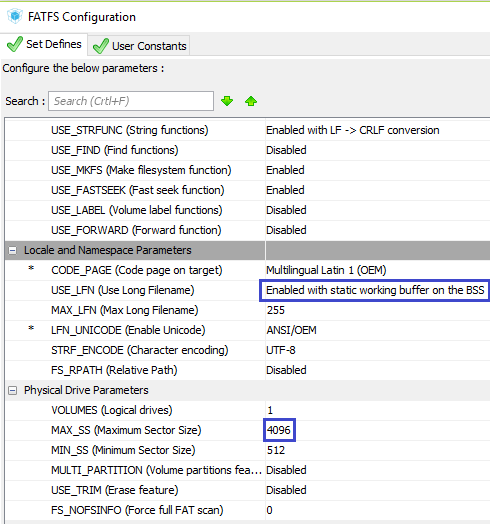 FATFS Configuration
Set Defines User Constants
Configure the below parameters :
Search : Search (Crtl+F)
USE_STRFUNC (String functions) Enabled with LF -> CRLF conversion
USE_FIND (Find functions) Disabled
USE_MKFS (Make filesystem function) Enabled
USE_FASTSEEK (Fast seek function) Enabled
USE_LABEL (Volume label functions) Disabled
USE_FORWARD (Forward function) Disabled
Locale and Namespace Parameters
* CODE_PAGE (Code page on target) Multilingual Latin 1 (OEM)
USE_LFN (Use Long Filename) Enabled with static working buffer on the BSS
MAX_LFN (Max Long Filename) 255
* LFN_UNICODE (Enable Unicode) ANSI/OEM
STRF_ENCODE (Character encoding) UTF-8
FS_RPATH (Relative Path) Disabled
Physical Drive Parameters
VOLUMES (Logical drives) 1
MAX_SS (Maximum Sector Size) 4096
MIN_SS (Minimum Sector Size) 512
MULTI_PARTITION (Volume partitions fea... Disabled
USE_TRIM (Erase feature) Disabled
FS_NOFSINFO (Force full FAT scan) 0